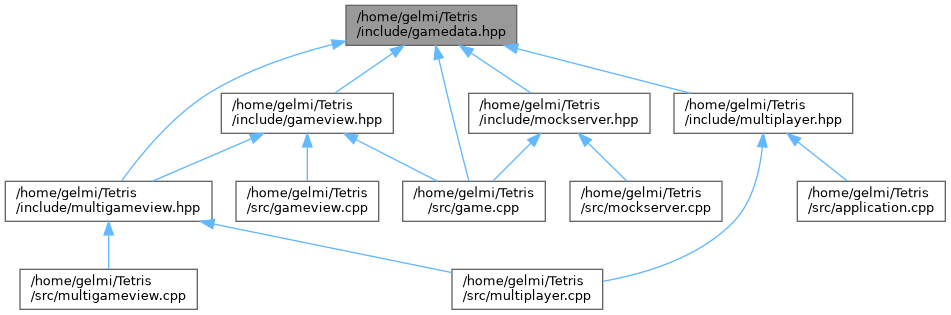 /home/gelmi/Tetris
/include/gamedata.hpp
/home/gelmi/Tetris
/include/gameview.hpp
/home/gelmi/Tetris
/include/mockserver.hpp
/home/gelmi/Tetris
/include/multiplayer.hpp
/home/gelmi/Tetris
/include/multigameview.hpp
/home/gelmi/Tetris
/src/gameview.cpp
/home/gelmi/Tetris
/src/game.cpp
/home/gelmi/Tetris
/src/mockserver.cpp
/home/gelmi/Tetris
/src/application.cpp
/home/gelmi/Tetris
/src/multigameview.cpp
/home/gelmi/Tetris
/src/multiplayer.cpp